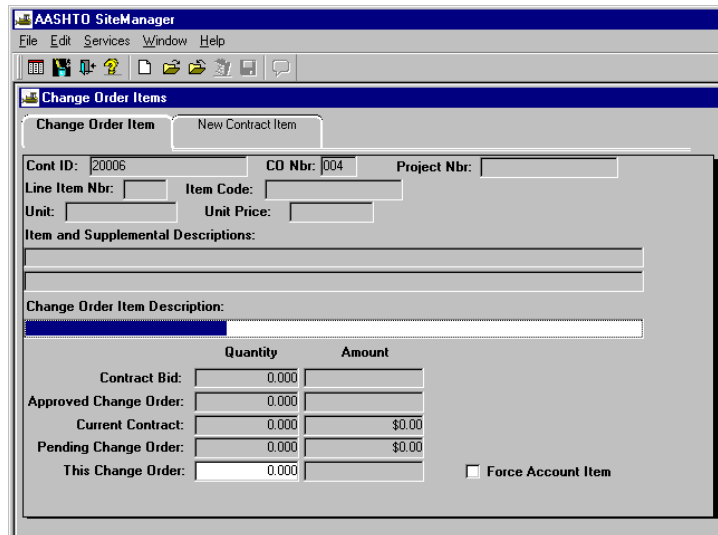 AASHTO SiteManager
File Edit Services Window Help
Change Order Items
Change Order Item New Contract Item
Cont ID: 20006 CO Nbr: 004 Project Nbr:
Line Item Nbr: Item Code:
Unit: Unit Price:
Item and Supplemental Descriptions:
Change Order Item Description:
Quantity Amount
Contract Bid: 0.000
Approved Change Order: 0.000
Current Contract: 0.000 $0.00
Pending Change Order: 0.000 $0.00
This Change Order: 0.000 Force Account Item